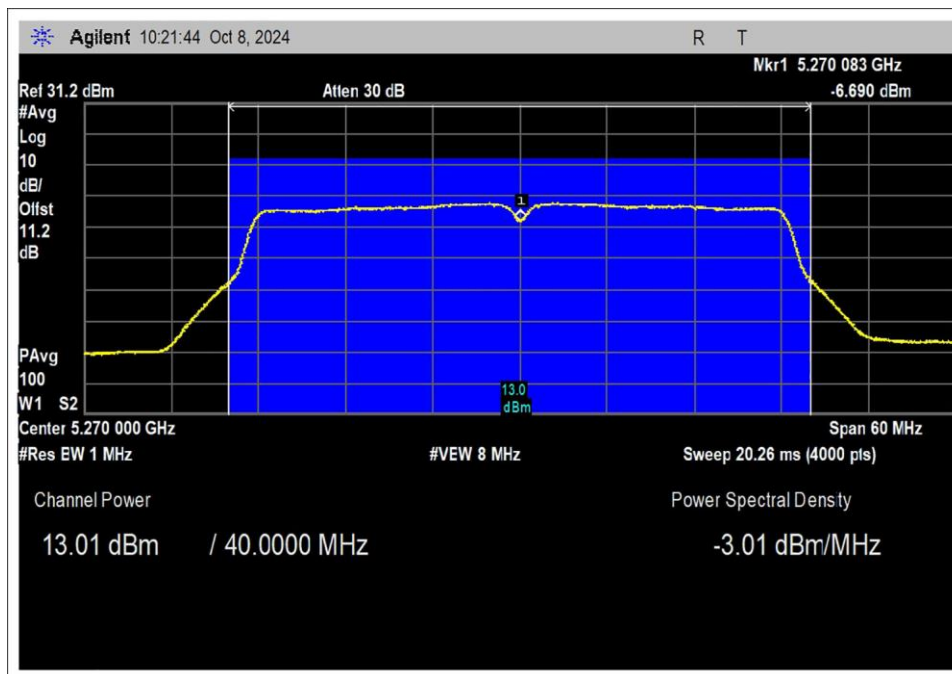 Agilent 10:21:44 Oct 8, 2024 R T
Mkr1 5.270 083 GHz
Ref 31.2 dBm Atten 30 dB -6.690 dBm
#Avg
Log
10
dB/
Offst
11.2
dB
1
PAvg
100
W1 S2
13.0
dBm
Center 5.270 000 GHz Span 60 MHz
#Res BW 1 MHz #VBW 8 MHz Sweep 20.26 ms (4000 pts)
Channel Power Power Spectral Density
13.01 dBm / 40.0000 MHz -3.01 dBm/MHz